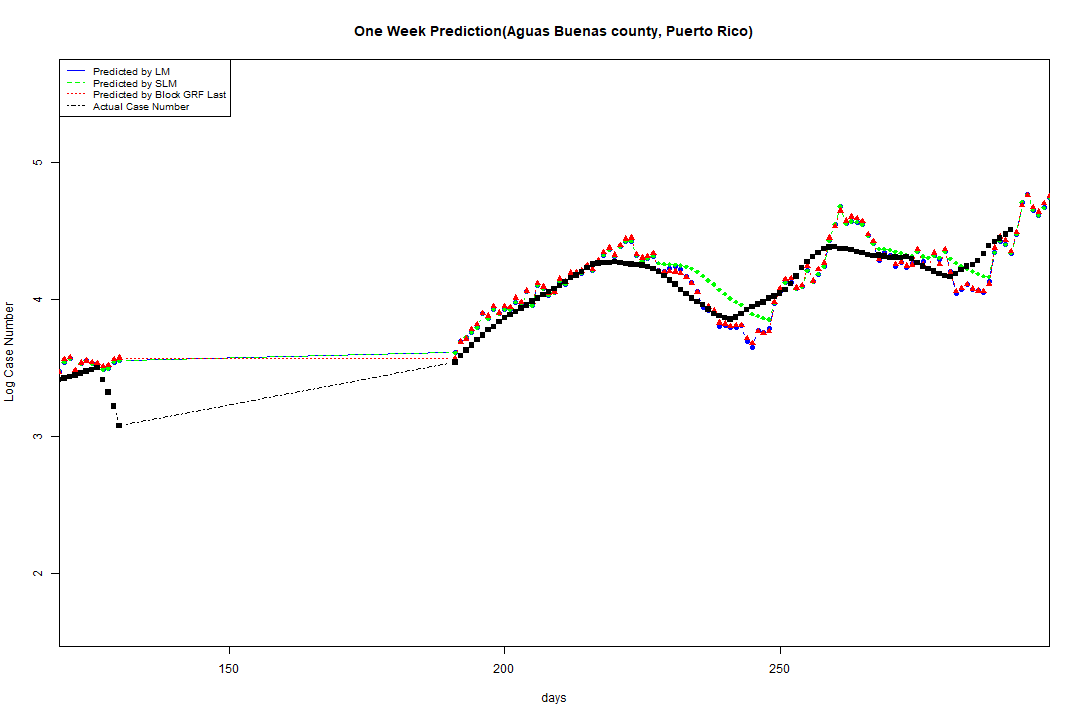 One Week Prediction(Aguas Buenas county, Puerto Rico)
Predicted by LM
Predicted by SLM
Predicted by Block GRF Last
Actual Case Number
5
4
3
2
Log Case Number
150 200 250
days